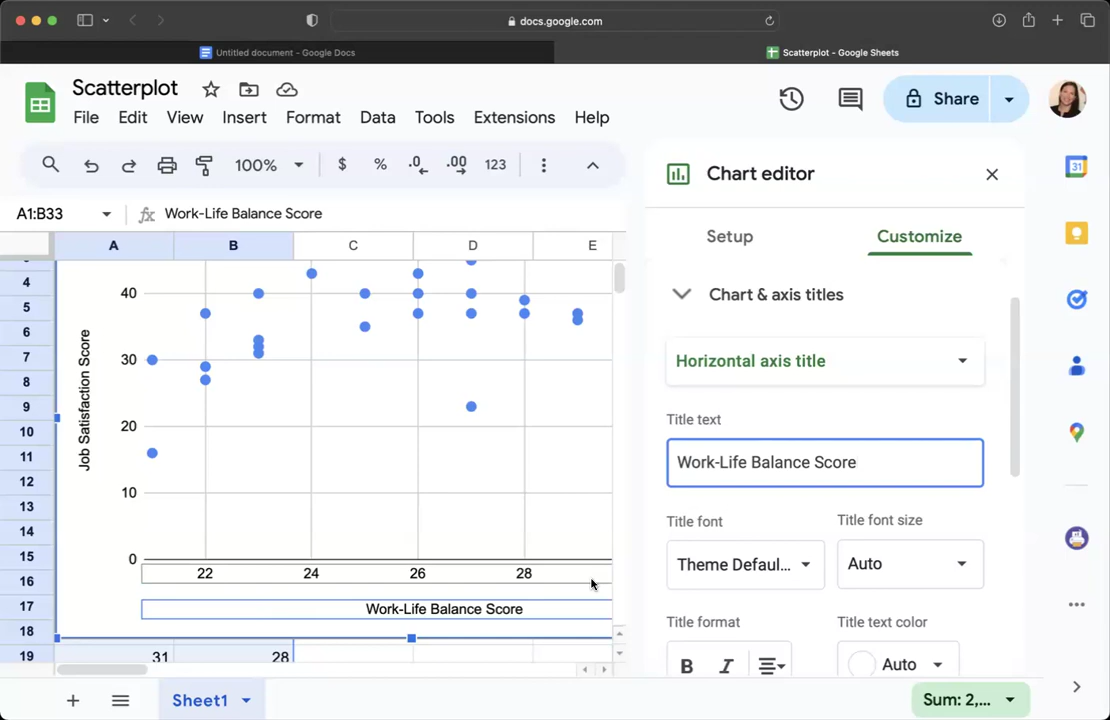 docs.google.com
Untitled document - Google Docs
Scatterplot - Google Sheets
Scatterplot
File Edit View Insert Format Data Tools Extensions Help
Share
100% $ % .0 .00 123
Chart editor
A1:B33 fx Work-Life Balance Score
Setup Customize
A B C D E
4
5
6
7
8
9
10
11
12
13
14
15
16
17
18
19
31 28
Job Satisfaction Score
40
30
20
10
0
22 24 26 28
Work-Life Balance Score
Chart & axis titles
Horizontal axis title
Title text
Work-Life Balance Score
Title font Title font size
Theme Defaul... Auto
Title format Title text color
B I Auto
31
Sheet1
Sum: 2,...